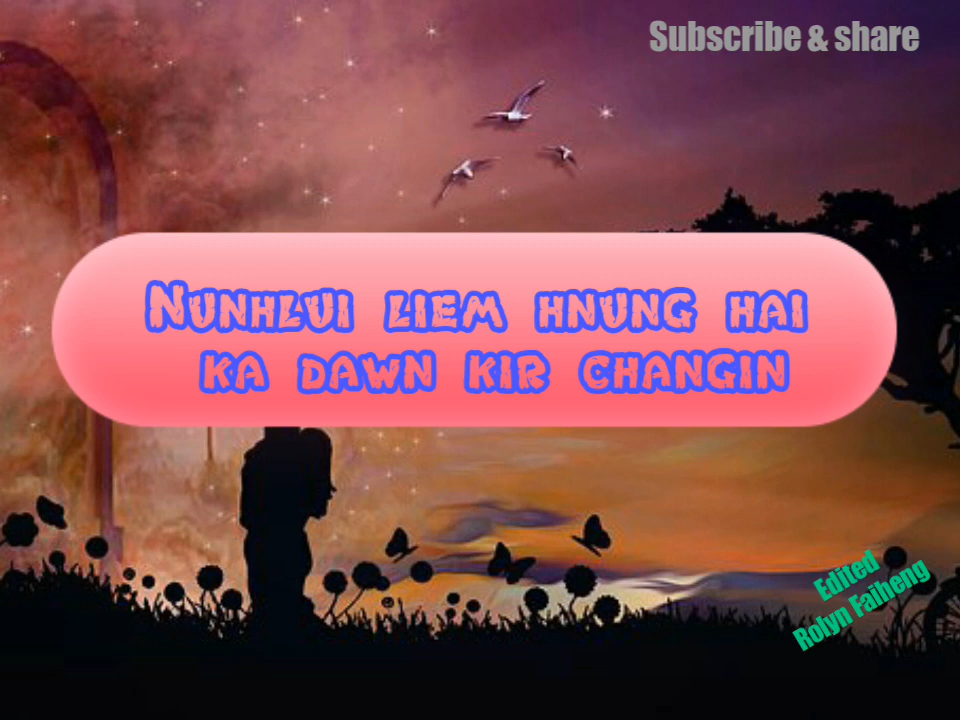 Subscribe & share
Nunhlui liem hnung hai
ka dawn kir changin
Edited
Rolyn Faiheng